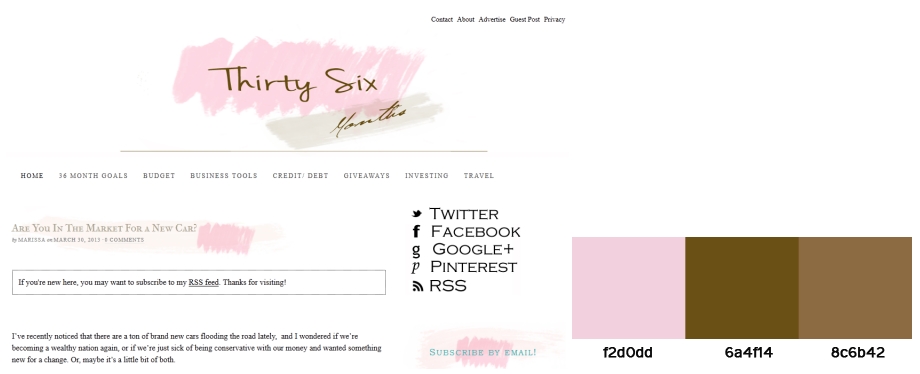 Contact About Advertise Guest Post Privacy
Thirty Six
Months
HOME 36 MONTH GOALS BUDGET BUSINESS TOOLS CREDIT/ DEBT GIVEAWAYS INVESTING TRAVEL
Are You In The Market For a New Car?
by MARISSA on MARCH 30, 2013 · 0 COMMENTS
If you're new here, you may want to subscribe to my RSS feed. Thanks for visiting!
I've recently noticed that there are a ton of brand new cars flooding the road lately, and I wondered if we're
becoming a wealthy nation again, or if we're just sick of being conservative with our money and wanted something
new for a change. Or, maybe it's a little bit of both.
Twitter
f Facebook
g Google+
p Pinterest
RSS
Subscribe by email!
f2d0dd 6a4f14 8c6b42